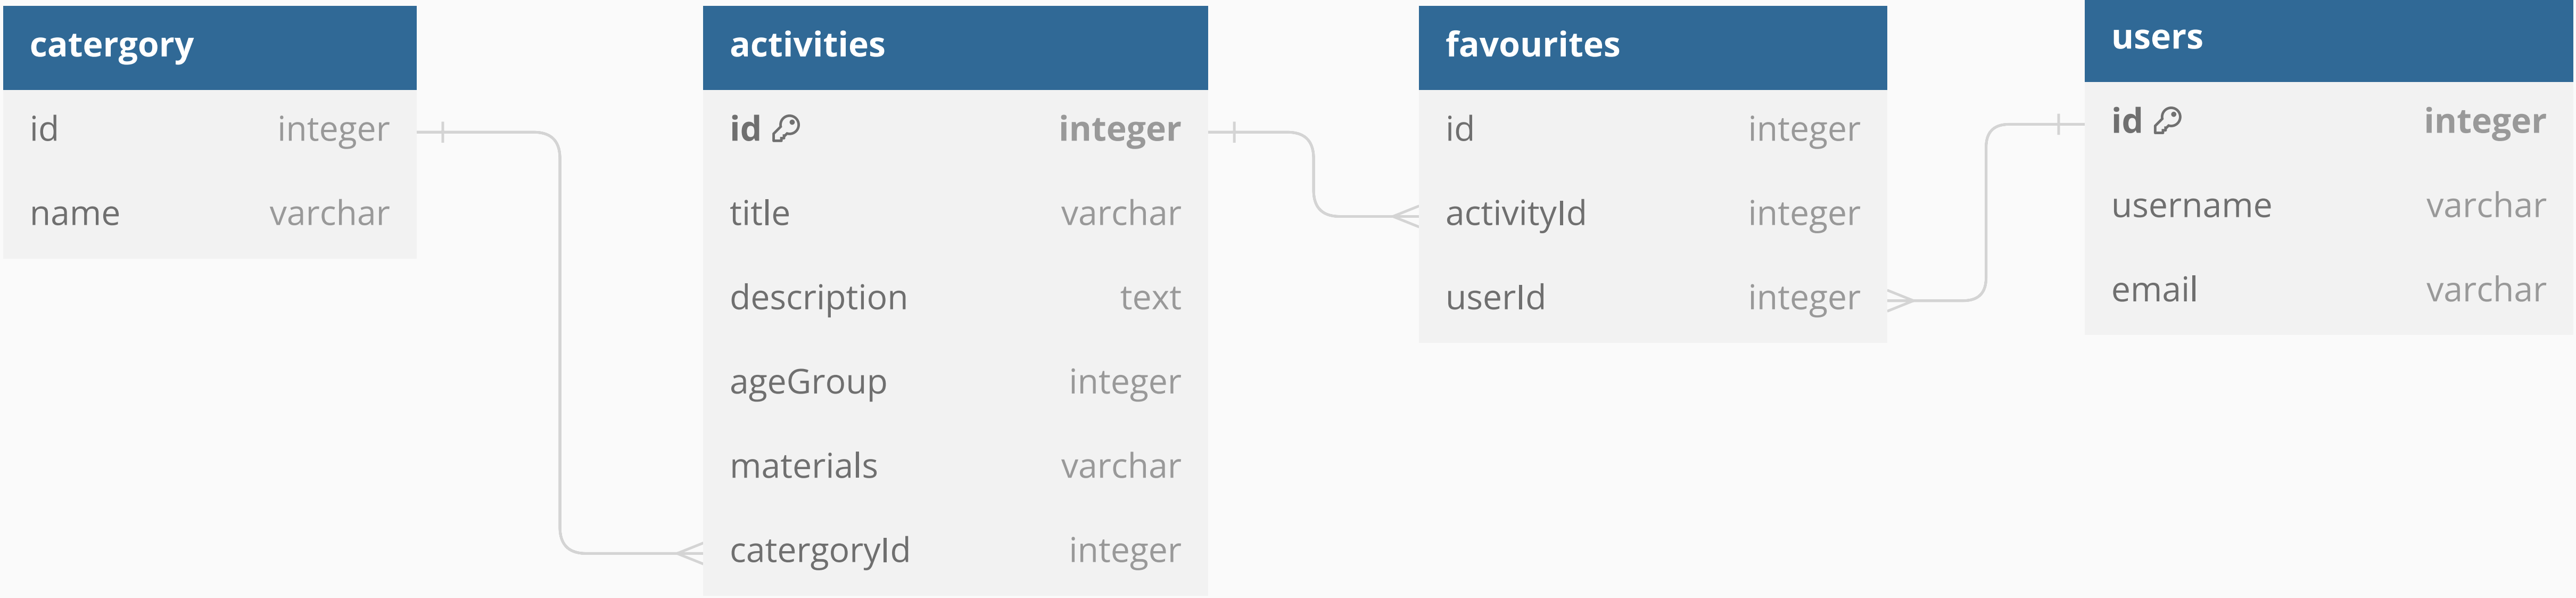 catergory
id integer
name varchar
activities
id integer
title varchar
description text
ageGroup integer
materials varchar
catergoryId integer
favourites
id integer
activityId integer
userId integer
users
id integer
username varchar
email varchar